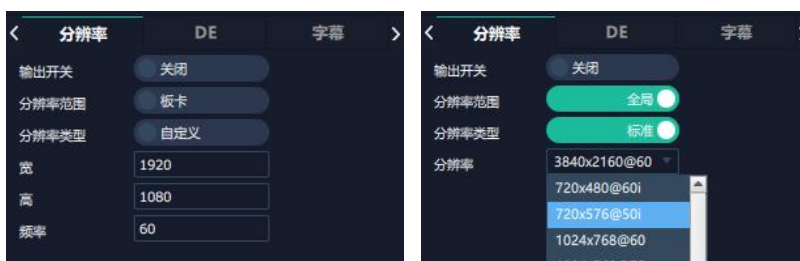 分辨率 DE 字幕
输出开关 关闭
分辨率范围 板卡
分辨率类型 自定义
宽 1920
高 1080
频率 60
分辨率 DE 字幕
输出开关 关闭
分辨率范围 全局
分辨率类型 标准
分辨率 3840x2160@60
720x480@60i
720x576@50i
1024x768@60